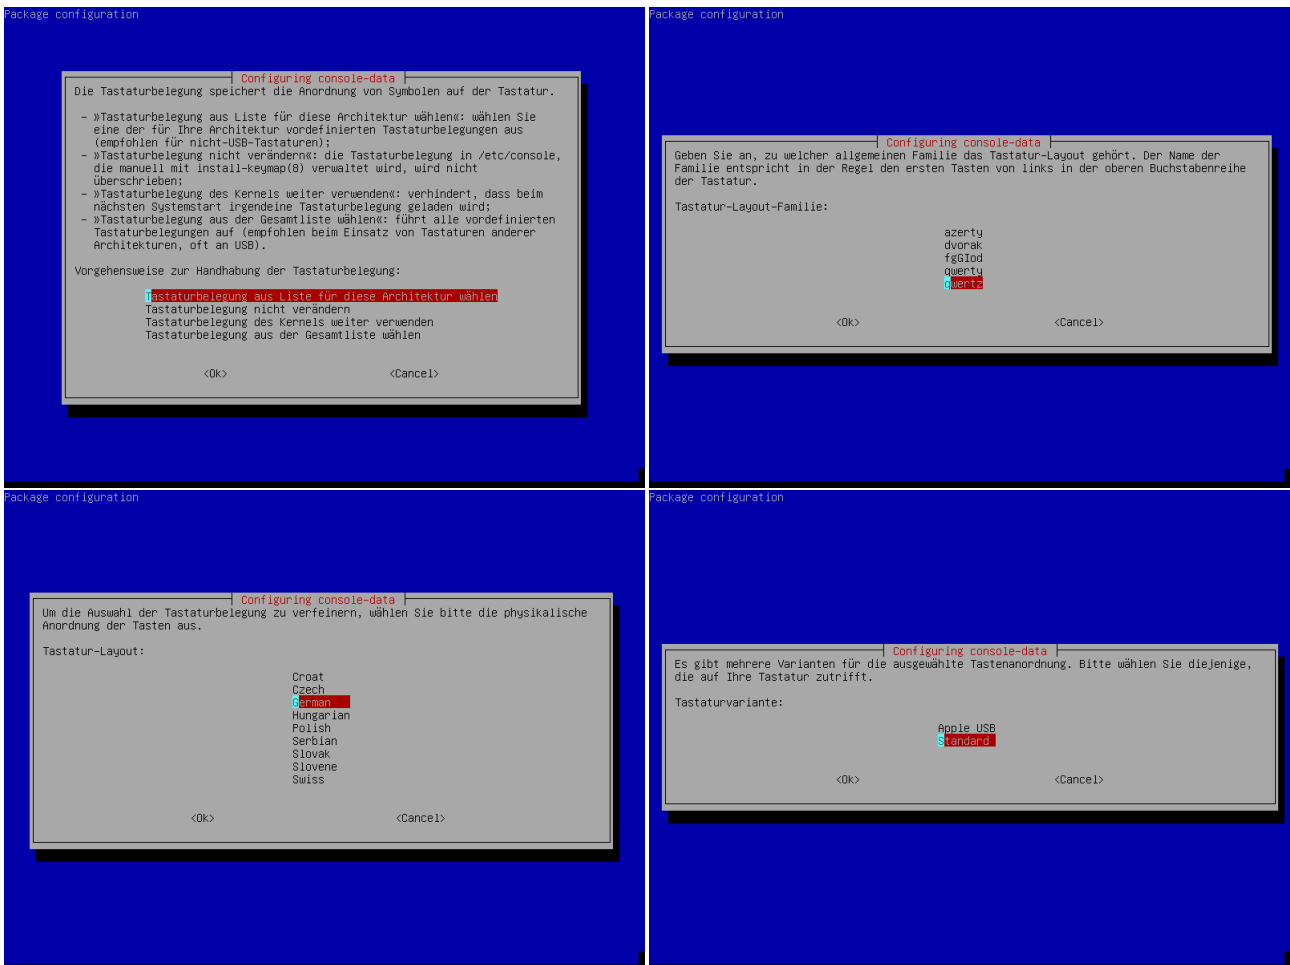 Package configuration
Configuring console-data
Die Tastaturbelegung speichert die Anordnung von Symbolen auf der Tastatur.
- »Tastaturbelegung aus Liste für diese Architektur wählen«: wählen Sie
eine der für Ihre Architektur vordefinierten Tastaturbelegungen aus
(empfohlen für nicht-USB-Tastaturen);
- »Tastaturbelegung nicht verändern«: die Tastaturbelegung in /etc/console,
die manuell mit install-keymap(8) verwaltet wird, wird nicht
überschrieben;
- »Tastaturbelegung des Kernels weiter verwenden«: verhindert, dass beim
nächsten Systemstart irgendeine Tastaturbelegung geladen wird;
- »Tastaturbelegung aus der Gesamtliste wählen«: führt alle vordefinierten
Tastaturbelegungen auf (empfohlen beim Einsatz von Tastaturen anderer
Architekturen, oft an USB).
Vorgehensweise zur Handhabung der Tastaturbelegung:
Tastaturbelegung aus Liste für diese Architektur wählen
Tastaturbelegung nicht verändern
Tastaturbelegung des Kernels weiter verwenden
Tastaturbelegung aus der Gesamtliste wählen
<Ok> <Cancel>
Package configuration
Configuring console-data
Geben Sie an, zu welcher allgemeinen Familie das Tastatur-Layout gehört. Der Name der
Familie entspricht in der Regel den ersten Tasten von links in der oberen Buchstabenreihe
der Tastatur.
Tastatur-Layout-Familie:
azerty
dvorak
fgGIod
qwerty
qwertz
<Ok> <Cancel>
Package configuration
Configuring console-data
Um die Auswahl der Tastaturbelegung zu verfeinern, wählen Sie bitte die physikalische
Anordnung der Tasten aus.
Tastatur-Layout:
Croat
Czech
German
Hungarian
Polish
Serbian
Slovak
Slovene
Swiss
<Ok> <Cancel>
Package configuration
Configuring console-data
Es gibt mehrere Varianten für die ausgewählte Tastenanordnung. Bitte wählen Sie diejenige,
die auf Ihre Tastatur zutrifft.
Tastaturvariante:
Apple USB
Standard
<Ok> <Cancel>